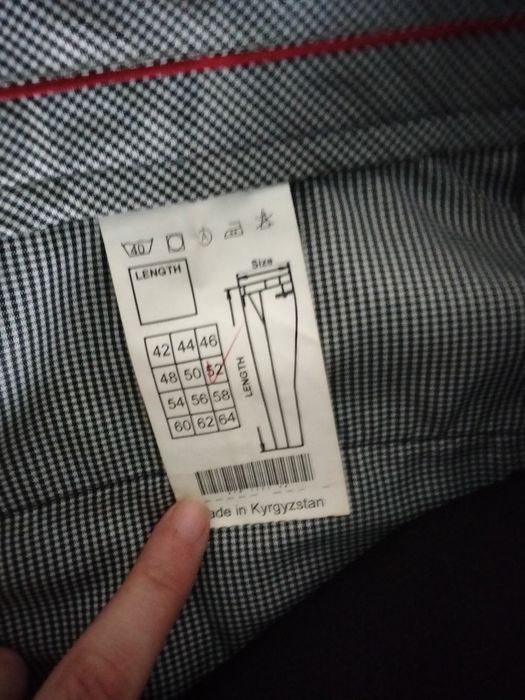 40
LENGTH
Size
42 44 46
48 50 52
54 56 58
60 62 64
LENGTH
ade in Kyrgyzstan